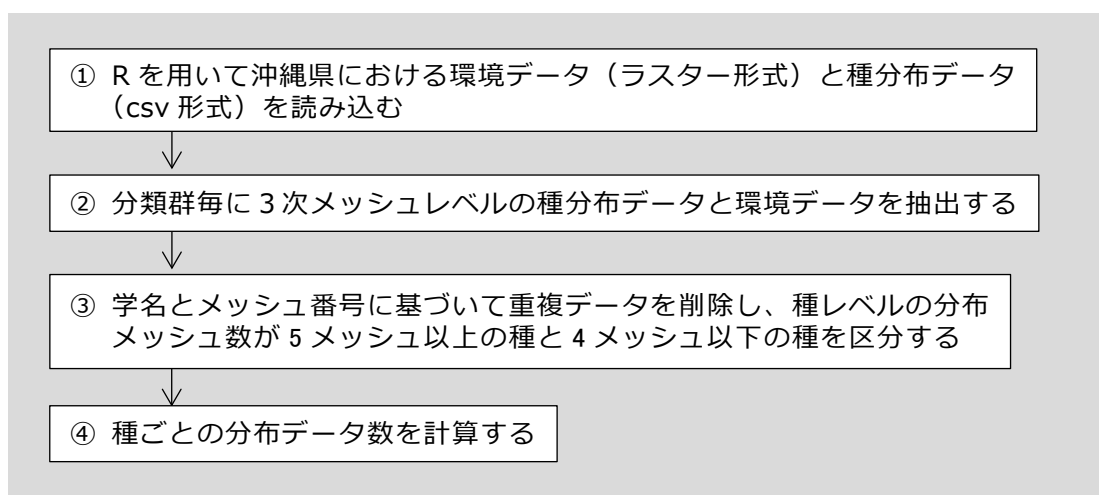 ① R を用いて沖縄県における環境データ（ラスター形式）と種分布データ
（csv 形式）を読み込む
② 分類群毎に３次メッシュレベルの種分布データと環境データを抽出する
③ 学名とメッシュ番号に基づいて重複データを削除し、種レベルの分布
メッシュ数が 5 メッシュ以上の種と 4 メッシュ以下の種を区分する
④ 種ごとの分布データ数を計算する